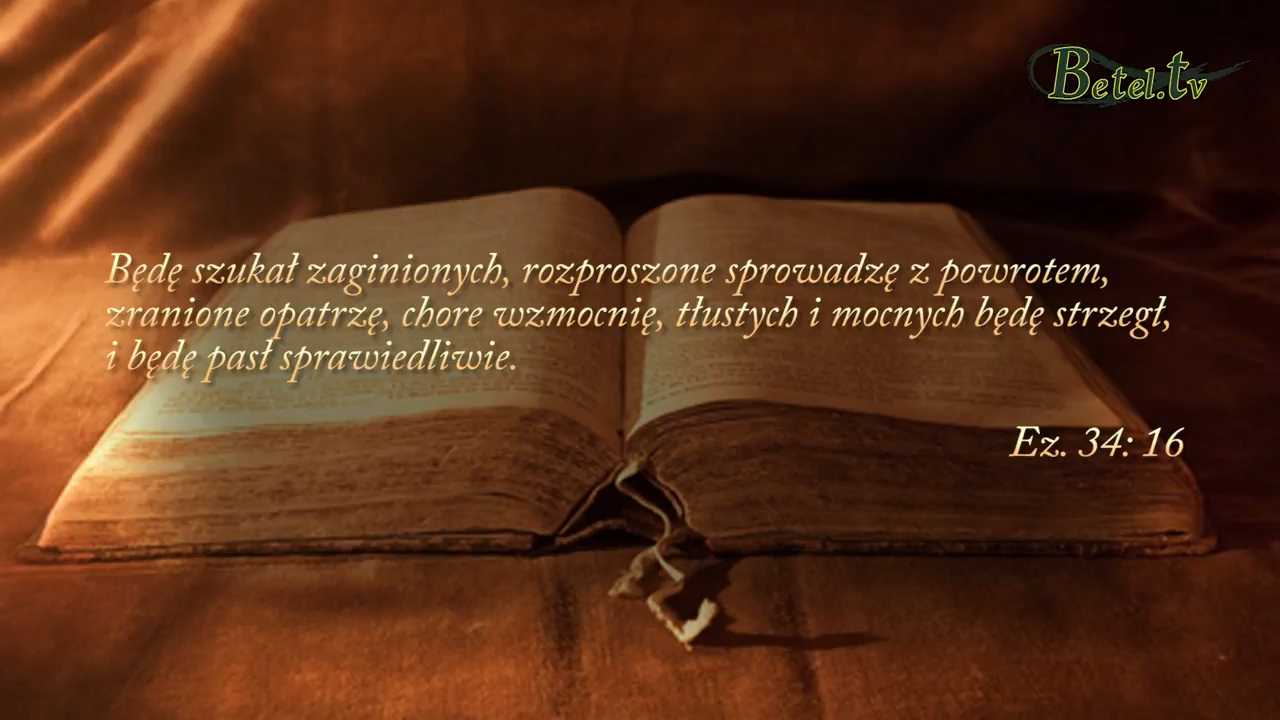 Betel.tv
Będę szukał zaginionych, rozproszone sprowadzę z powrotem,
zranione opatrzę, chore wzmocnię, tłustych i mocnych będę strzegł,
i będę pasł sprawiedliwie.
Ez. 34: 16